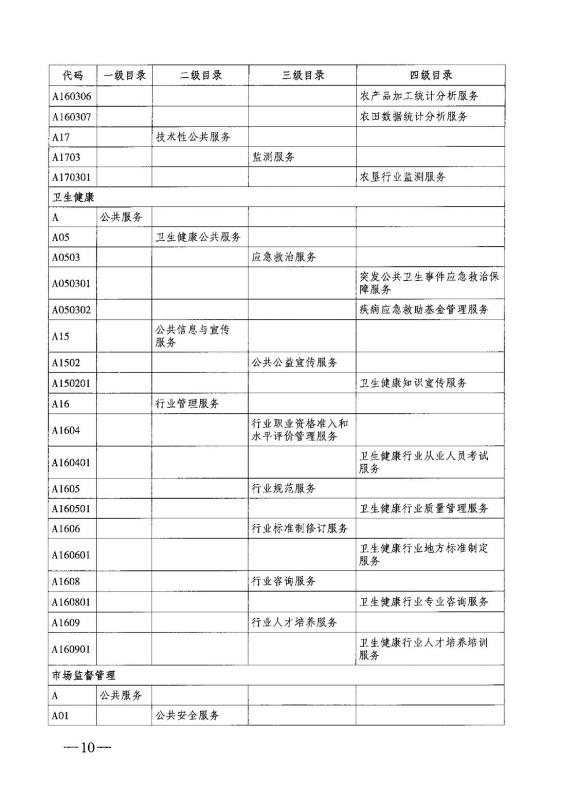 代码 一级目录 二级目录 三级目录 四级目录
A160306 农产品加工统计分析服务
A160307 农田数据统计分析服务
A17 技术性公共服务
A1703 监测服务
A170301 农垦行业监测服务
卫生健康
A 公共服务
A05 卫生健康公共服务
A0503 应急救治服务
A050301 突发公共卫生事件应急救治保
障服务
A050302 疾病应急救助基金管理服务
A15 公共信息与宣传
服务
A1502 公共公益宣传服务
A150201 卫生健康知识宣传服务
A16 行业管理服务
A1604 行业职业资格准入和
水平评价管理服务
A160401 卫生健康行业从业人员考试
服务
A1605 行业规范服务
A160501 卫生健康行业质量管理服务
A1606 行业标准制修订服务
A160601 卫生健康行业地方标准制定
服务
A1608 行业咨询服务
A160801 卫生健康行业专业咨询服务
A1609 行业人才培养服务
A160901 卫生健康行业人才培养培训
服务
市场监督管理
A 公共服务
A01 公共安全服务
—10—